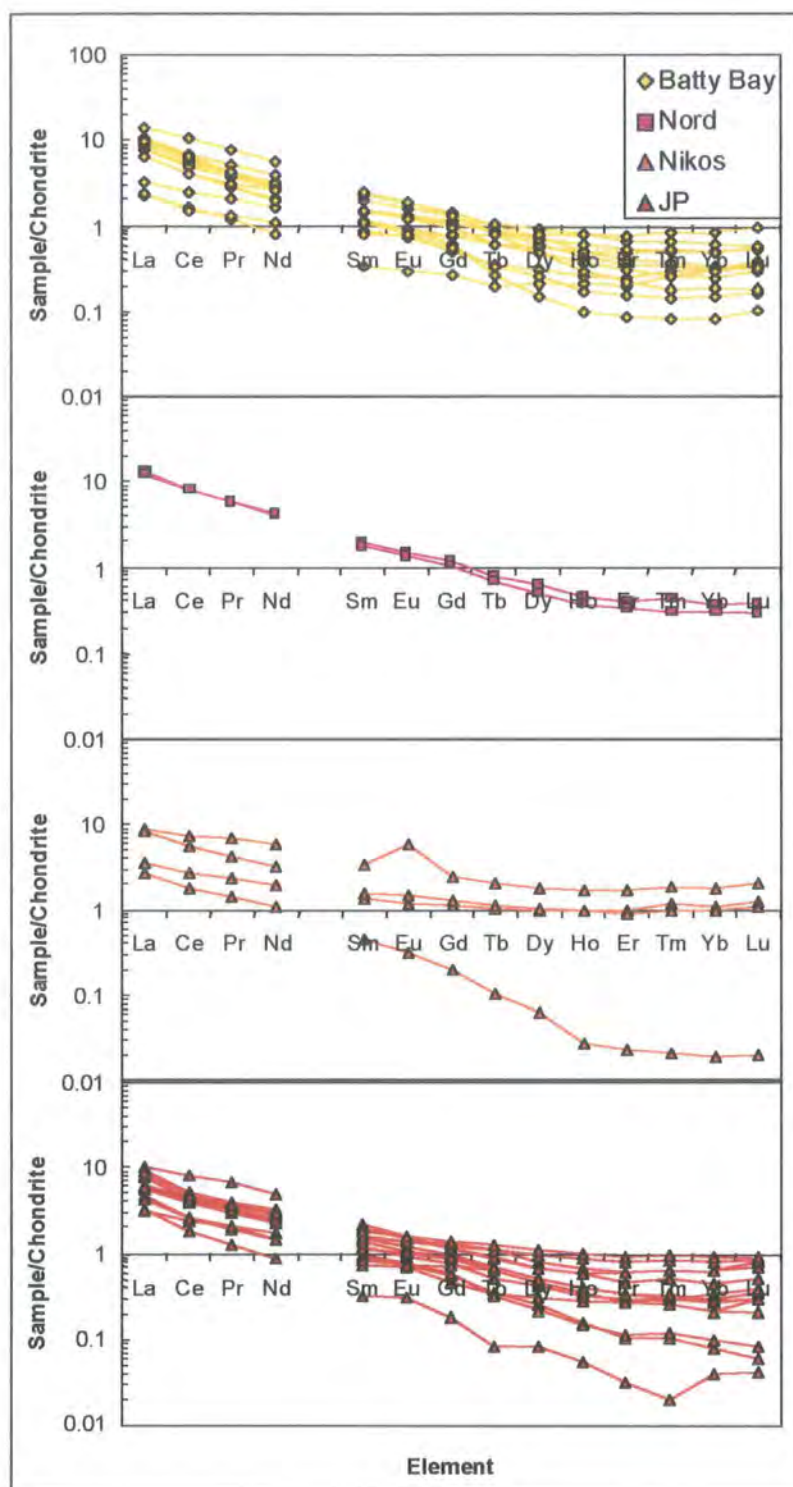 100
10
1
0.1
0.01
Sample/Chondrite
La Ce Pr Nd Sm Eu Gd Tb Dy Ho Er Tm Yb Lu
Batty Bay
Nord
Nikos
JP
10
1
0.1
0.01
Sample/Chondrite
La Ce Pr Nd Sm Eu Gd Tb Dy Ho Er Tm Yb Lu
10
1
0.1
0.01
Sample/Chondrite
La Ce Pr Nd Sm Eu Gd Tb Dy Ho Er Tm Yb Lu
10
1
0.1
0.01
Sample/Chondrite
La Ce Pr Nd Sm Eu Gd Tb Dy Ho Er Tm Yb Lu
Element